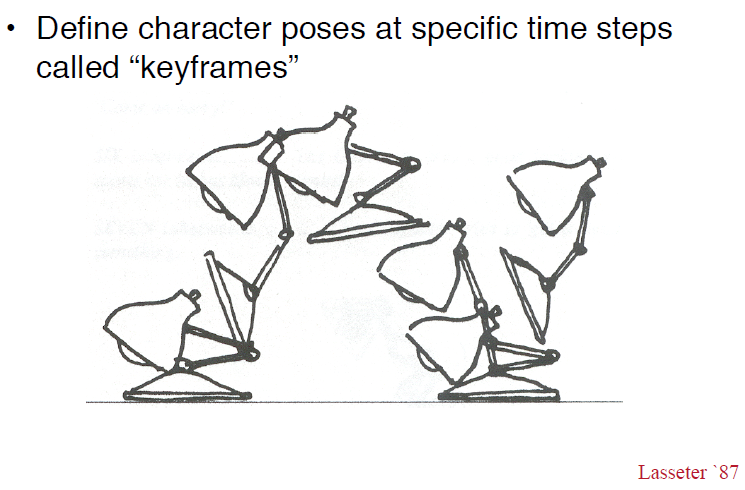 • Define character poses at specific time steps
called “keyframes”
Lasseter `87